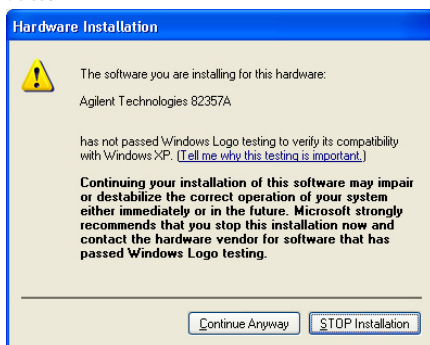 Hardware Installation
The software you are installing for this hardware:
Agilent Technologies 82357A
has not passed Windows Logo testing to verify its compatibility
with Windows XP. (Tell me why this testing is important.)
Continuing your installation of this software may impair
or destabilize the correct operation of your system
either immediately or in the future. Microsoft strongly
recommends that you stop this installation now and
contact the hardware vendor for software that has
passed Windows Logo testing.
Continue Anyway STOP Installation